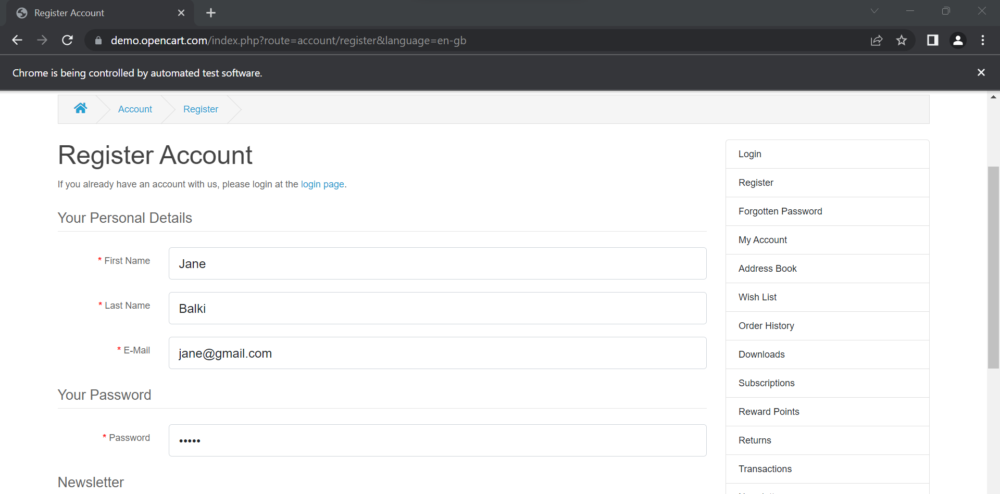 Register Account
demo.opencart.com/index.php?route=account/register&language=en-gb
Chrome is being controlled by automated test software.
Account
Register
Register Account
If you already have an account with us, please login at the login page.
Your Personal Details
* First Name
Jane
* Last Name
Balki
* E-Mail
jane@gmail.com
Your Password
* Password
•••••
Newsletter
Login
Register
Forgotten Password
My Account
Address Book
Wish List
Order History
Downloads
Subscriptions
Reward Points
Returns
Transactions